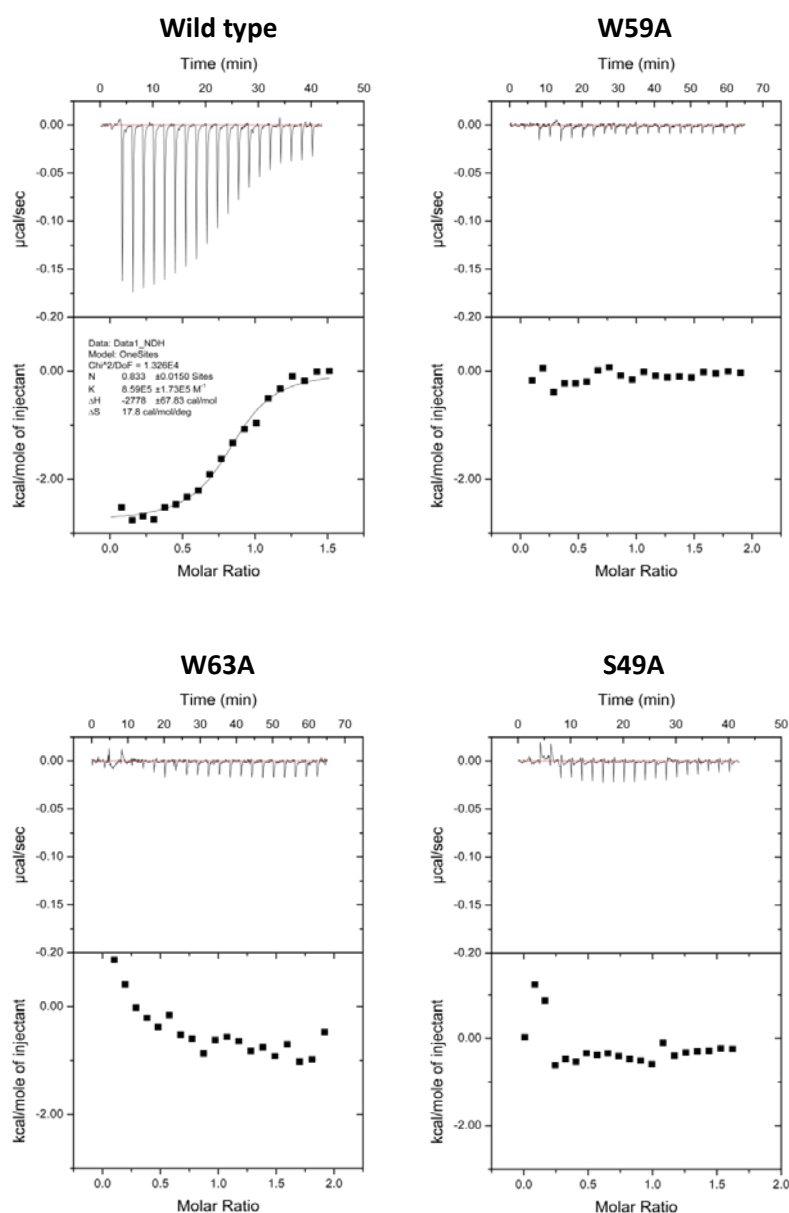 Wild type
Time (min)
0 10 20 30 40 50
0.00
-0.05
-0.10
-0.15
-0.20
µcal/sec
Data: Data1_NDH
Model: OneSites
Chi^2/DoF = 1.326E4
N 0.833 ±0.0150 Sites
K 8.59E5 ±1.73E5 M⁻¹
ΔH -2778 ±67.83 cal/mol
ΔS 17.8 cal/mol/deg
0.00
-2.00
kcal/mole of injectant
0.0 0.5 1.0 1.5
Molar Ratio
W59A
Time (min)
0 10 20 30 40 50 60 70
0.00
-0.05
-0.10
-0.15
-0.20
µcal/sec
0.00
-2.00
kcal/mole of injectant
0.0 0.5 1.0 1.5 2.0
Molar Ratio
W63A
Time (min)
0 10 20 30 40 50 60 70
0.00
-0.05
-0.10
-0.15
-0.20
µcal/sec
0.00
-2.00
kcal/mole of injectant
0.0 0.5 1.0 1.5 2.0
Molar Ratio
S49A
Time (min)
0 10 20 30 40 50
0.00
-0.05
-0.10
-0.15
-0.20
µcal/sec
0.00
-2.00
kcal/mole of injectant
0.0 0.5 1.0 1.5 2.0
Molar Ratio